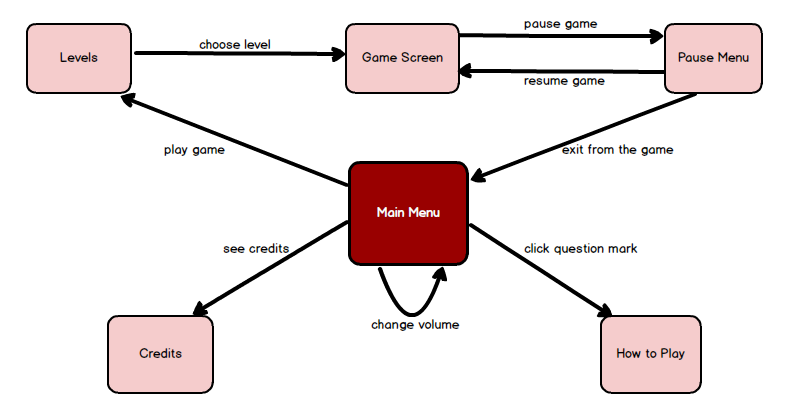 pause game
choose level
Levels
Game Screen
Pause Menu
resume game
play game
exit from the game
Main Menu
see credits
click question mark
change volume
Credits
How to Play